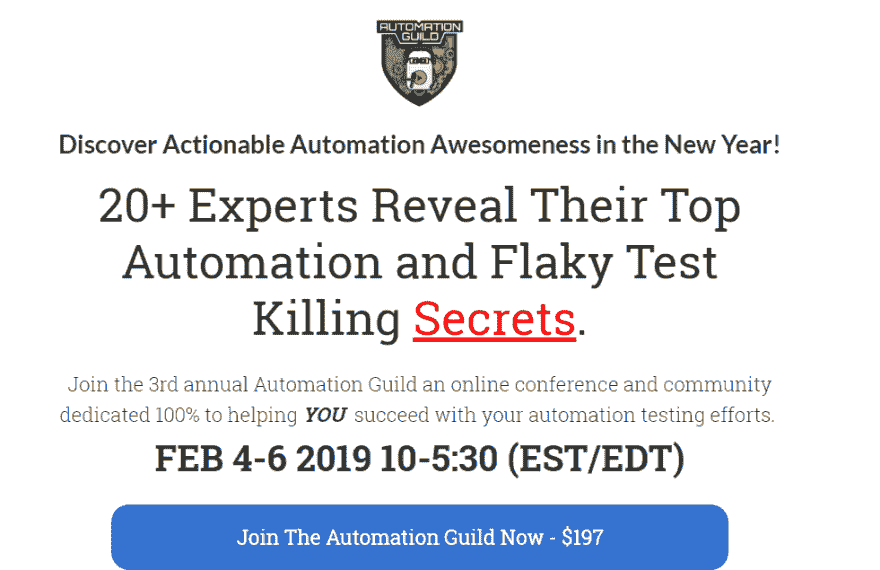 AUTOMATION
GUILD
Discover Actionable Automation Awesomeness in the New Year!
20+ Experts Reveal Their Top
Automation and Flaky Test
Killing Secrets.
Join the 3rd annual Automation Guild an online conference and community
dedicated 100% to helping YOU succeed with your automation testing efforts.
FEB 4-6 2019 10-5:30 (EST/EDT)
Join The Automation Guild Now - $197